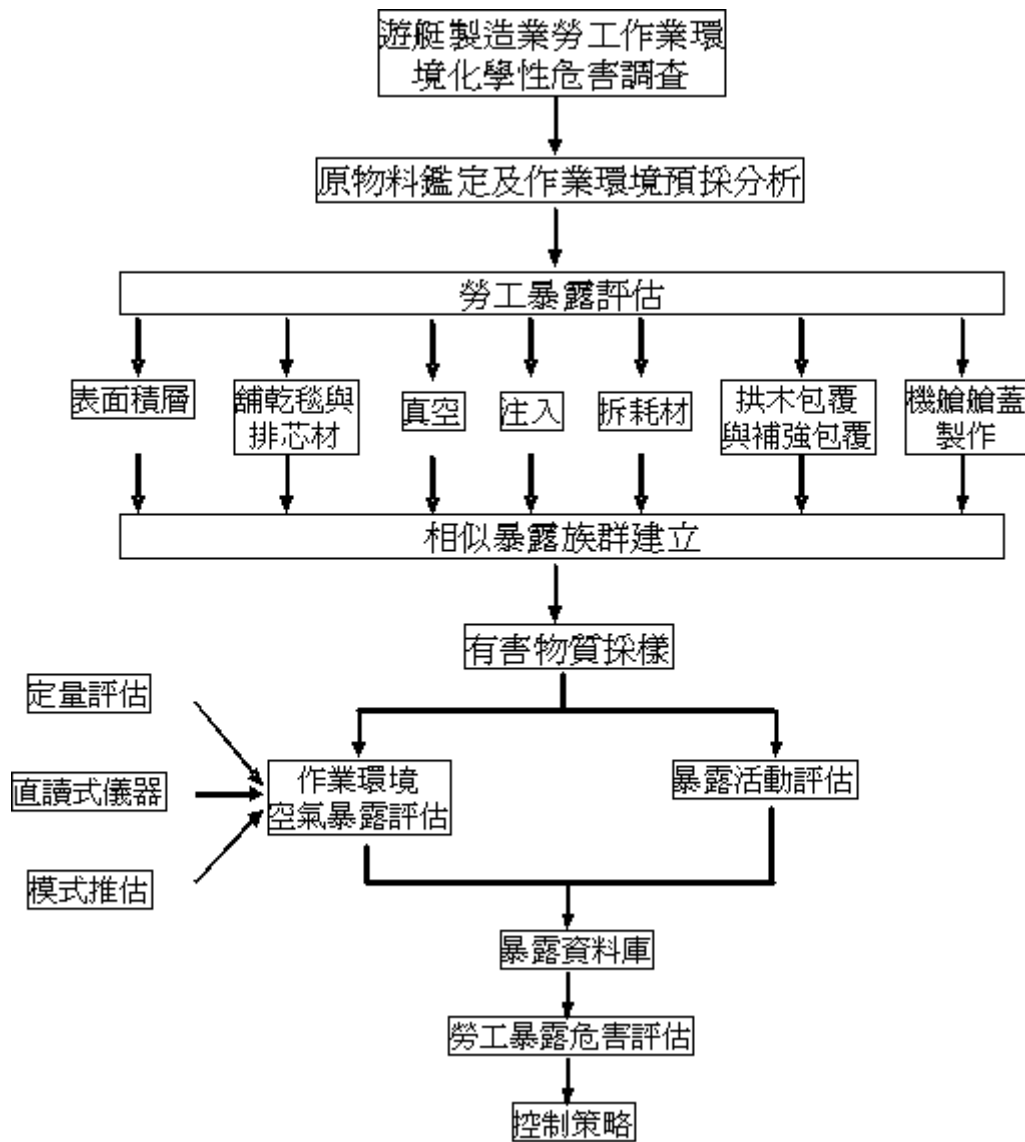 遊艇製造業勞工作業環
境化學性危害調查
原物料鑑定及作業環境預採分析
勞工暴露評估
表面積層
舖乾毯與
排芯材
真空
注入
拆耗材
拱木包覆
與補強包覆
機艙艙蓋
製作
相似暴露族群建立
有害物質採樣
定量評估
直讀式儀器
模式推估
作業環境
空氣暴露評估
暴露活動評估
暴露資料庫
勞工暴露危害評估
控制策略